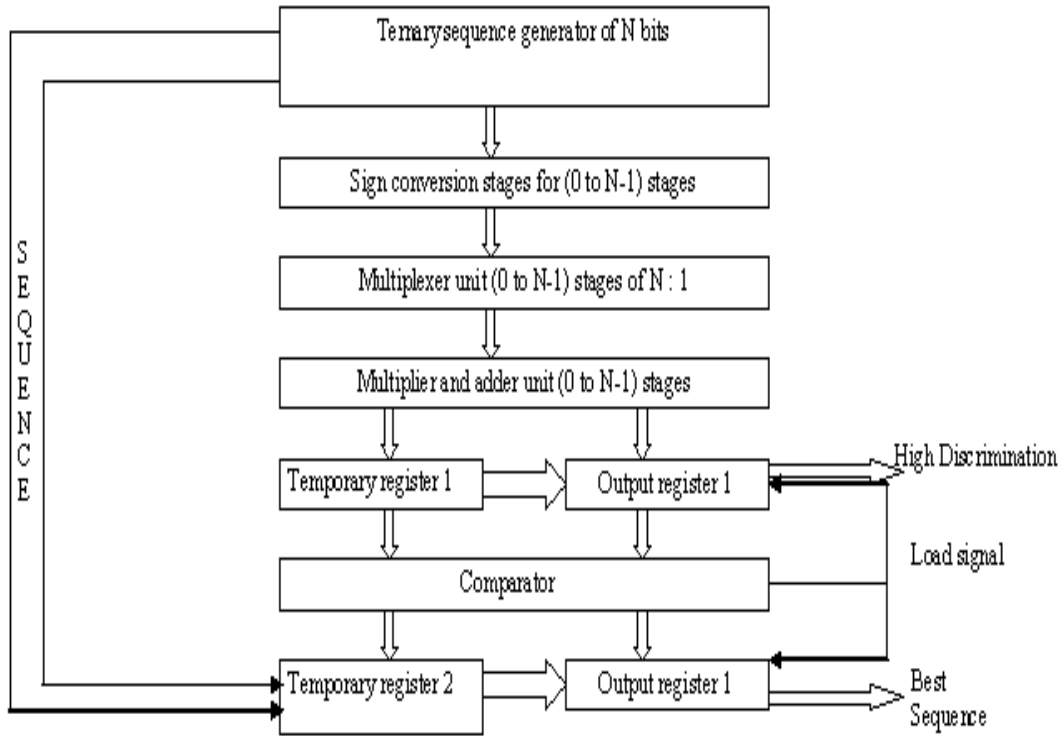 Ternary sequence generator of N bits
Sign conversion stages for (0 to N-1) stages
SEQUENCE
Multiplexer unit (0 to N-1) stages of N : 1
Multiplier and adder unit (0 to N-1) stages
Temporary register 1
Output register 1
High Discrimination
Load signal
Comparator
Temporary register 2
Output register 1
Best
Sequence